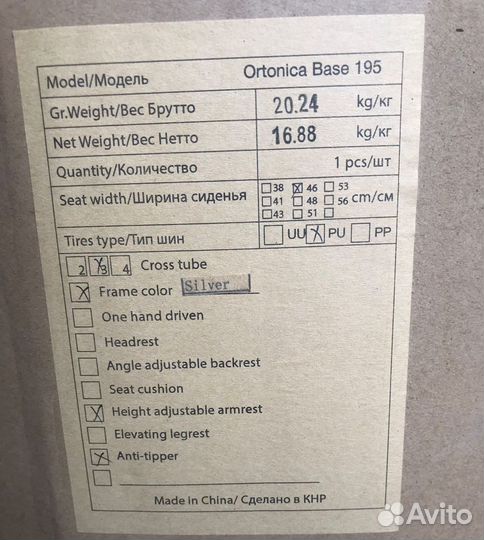 Model/Модель Ortonica Base 195
Gr.Weight/Вес Брутто 20.24 kg/кг
Net Weight/Вес Нетто 16.88 kg/кг
Quantity/Количество 1 pcs/шт
Seat width/Ширина сиденья 38 46 53
41 48 56 cm/см
43 51
Tires type/Тип шин UU PU PP
2 3 4 Cross tube
Frame color Silver
One hand driven
Headrest
Angle adjustable backrest
Seat cushion
Height adjustable armrest
Elevating legrest
Anti-tipper
Made in China/ Сделано в КНР
Avito